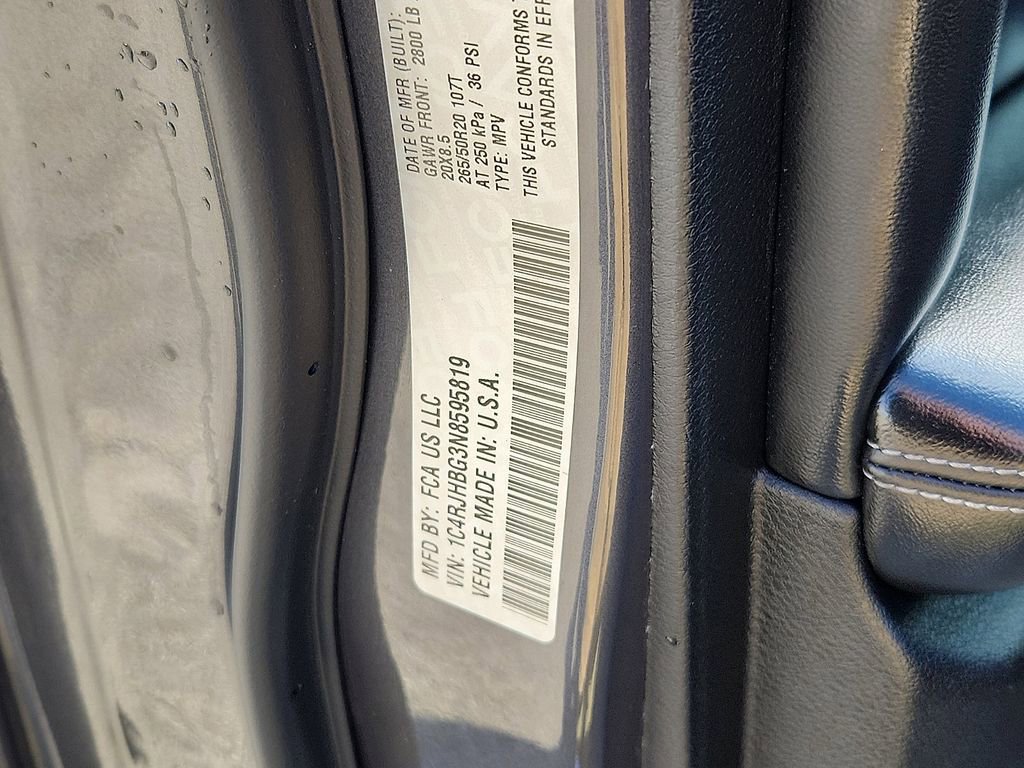 MFD BY: FCA US LLC
VIN: 1C4RJHBG3N8595819
VEHICLE MADE IN: U.S.A.
DATE OF MFR (BUILT):
GAWR FRONT: 2800 LB
20X8.5
265/50R20 107T
AT 250 kPa / 36 PSI
TYPE: MPV
THIS VEHICLE CONFORMS
STANDARDS IN EFF